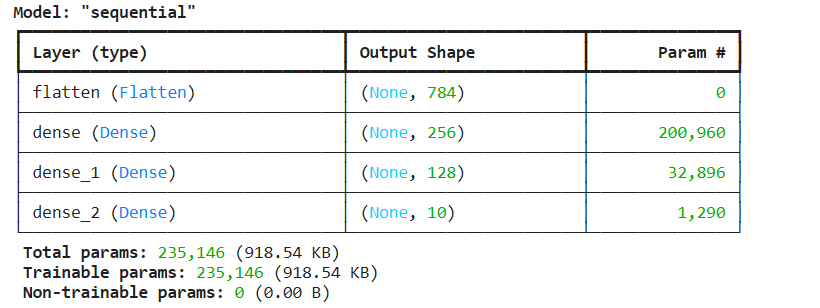 Model: "sequential"
Layer (type) Output Shape Param #
flatten (Flatten) (None, 784) 0
dense (Dense) (None, 256) 200,960
dense_1 (Dense) (None, 128) 32,896
dense_2 (Dense) (None, 10) 1,290
Total params: 235,146 (918.54 KB)
Trainable params: 235,146 (918.54 KB)
Non-trainable params: 0 (0.00 B)